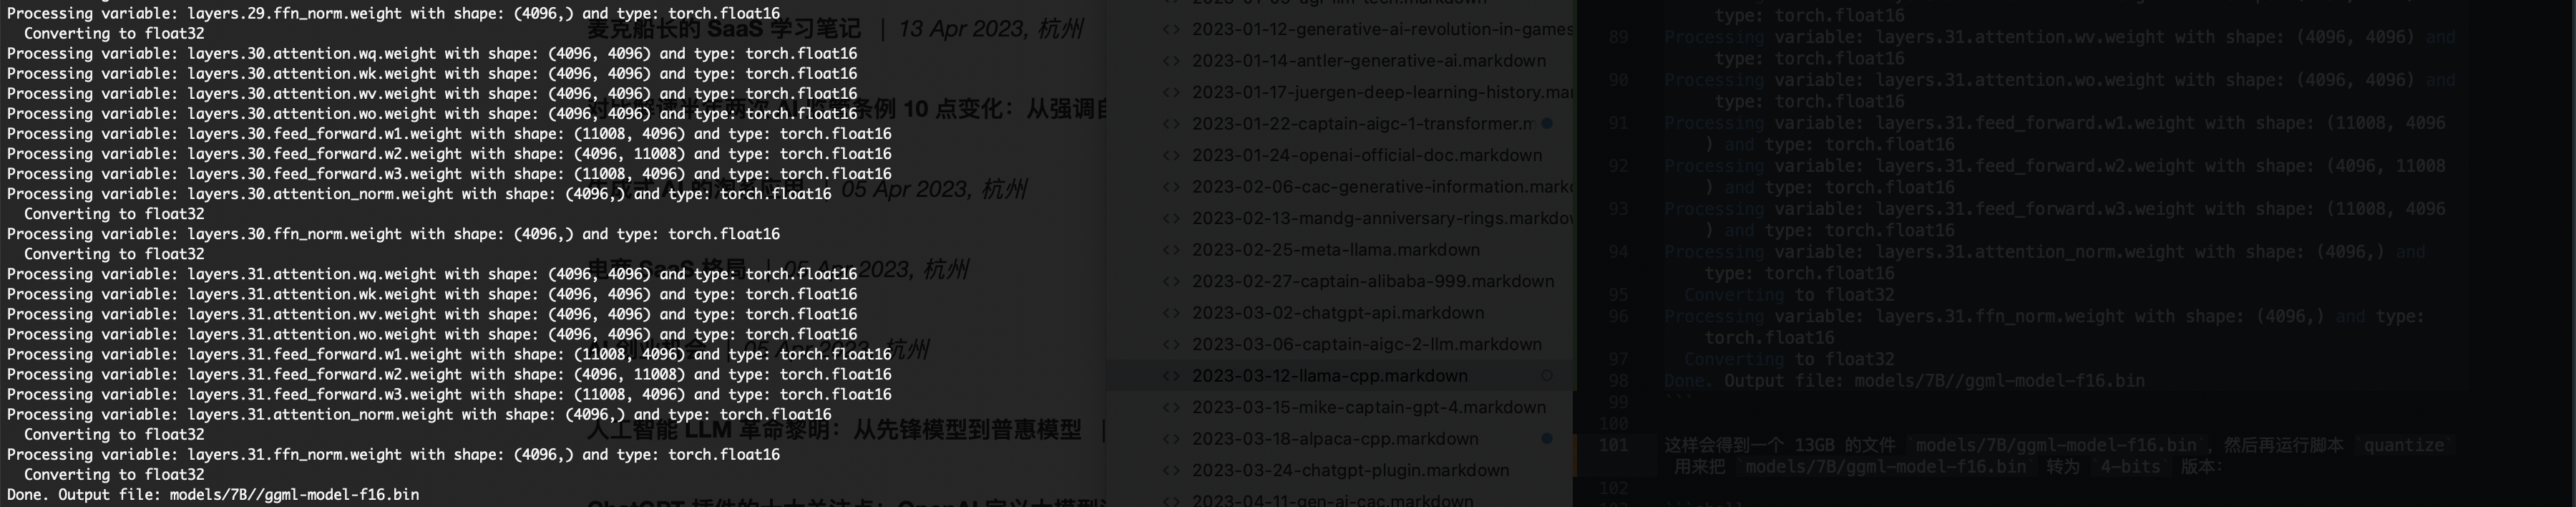 Processing variable: layers.29.ffn_norm.weight with shape: (4096,) and type: torch.float16
  Converting to float32
Processing variable: layers.30.attention.wq.weight with shape: (4096, 4096) and type: torch.float16
Processing variable: layers.30.attention.wk.weight with shape: (4096, 4096) and type: torch.float16
Processing variable: layers.30.attention.wv.weight with shape: (4096, 4096) and type: torch.float16
Processing variable: layers.30.attention.wo.weight with shape: (4096, 4096) and type: torch.float16
Processing variable: layers.30.feed_forward.w1.weight with shape: (11008, 4096) and type: torch.float16
Processing variable: layers.30.feed_forward.w2.weight with shape: (4096, 11008) and type: torch.float16
Processing variable: layers.30.feed_forward.w3.weight with shape: (11008, 4096) and type: torch.float16
Processing variable: layers.30.attention_norm.weight with shape: (4096,) and type: torch.float16
  Converting to float32
Processing variable: layers.30.ffn_norm.weight with shape: (4096,) and type: torch.float16
  Converting to float32
Processing variable: layers.31.attention.wq.weight with shape: (4096, 4096) and type: torch.float16
Processing variable: layers.31.attention.wk.weight with shape: (4096, 4096) and type: torch.float16
Processing variable: layers.31.attention.wv.weight with shape: (4096, 4096) and type: torch.float16
Processing variable: layers.31.attention.wo.weight with shape: (4096, 4096) and type: torch.float16
Processing variable: layers.31.feed_forward.w1.weight with shape: (11008, 4096) and type: torch.float16
Processing variable: layers.31.feed_forward.w2.weight with shape: (4096, 11008) and type: torch.float16
Processing variable: layers.31.feed_forward.w3.weight with shape: (11008, 4096) and type: torch.float16
Processing variable: layers.31.attention_norm.weight with shape: (4096,) and type: torch.float16
  Converting to float32
Processing variable: layers.31.ffn_norm.weight with shape: (4096,) and type: torch.float16
  Converting to float32
Done. Output file: models/7B//ggml-model-f16.bin
麦克船长的 SaaS 学习笔记 | 13 Apr 2023, 杭州
条例 10 点变化：从强调自
05 Apr 2023, 杭州
电商 SaaS 格局 | 05 Apr 2023, 杭州
05 Apr 2023, 杭州
人工智能 LLM 革命黎明：从先锋模型到普惠模型 |
2023-01-12-generative-ai-revolution-in-games
2023-01-14-antler-generative-ai.markdown
2023-01-17-juergen-deep-learning-history.mar
2023-01-22-captain-aigc-1-transformer.m
2023-01-24-openai-official-doc.markdown
2023-02-06-cac-generative-information.markd
2023-02-13-mandg-anniversary-rings.markdow
2023-02-25-meta-llama.markdown
2023-02-27-captain-alibaba-999.markdown
2023-03-02-chatgpt-api.markdown
2023-03-06-captain-aigc-2-llm.markdown
2023-03-12-llama-cpp.markdown
2023-03-15-mike-captain-gpt-4.markdown
2023-03-18-alpaca-cpp.markdown
2023-03-24-chatgpt-plugin.markdown
2023-04-11-gen-ai-cac.markdown
type: torch.float16
89 Processing variable: layers.31.attention.wv.weight with shape: (4096, 4096) and
type: torch.float16
90 Processing variable: layers.31.attention.wo.weight with shape: (4096, 4096) and
type: torch.float16
91 Processing variable: layers.31.feed_forward.w1.weight with shape: (11008, 4096
) and type: torch.float16
92 Processing variable: layers.31.feed_forward.w2.weight with shape: (4096, 11008
) and type: torch.float16
93 Processing variable: layers.31.feed_forward.w3.weight with shape: (11008, 4096
) and type: torch.float16
94 Processing variable: layers.31.attention_norm.weight with shape: (4096,) and
type: torch.float16
95 Converting to float32
96 Processing variable: layers.31.ffn_norm.weight with shape: (4096,) and type:
torch.float16
97 Converting to float32
98 Done. Output file: models/7B//ggml-model-f16.bin
99 ```
100
101 这样会得到一个 13GB 的文件 `models/7B/ggml-model-f16.bin`，然后再运行脚本 `quantize`
用来把 `models/7B/ggml-model-f16.bin` 转为 `4-bits` 版本：
102